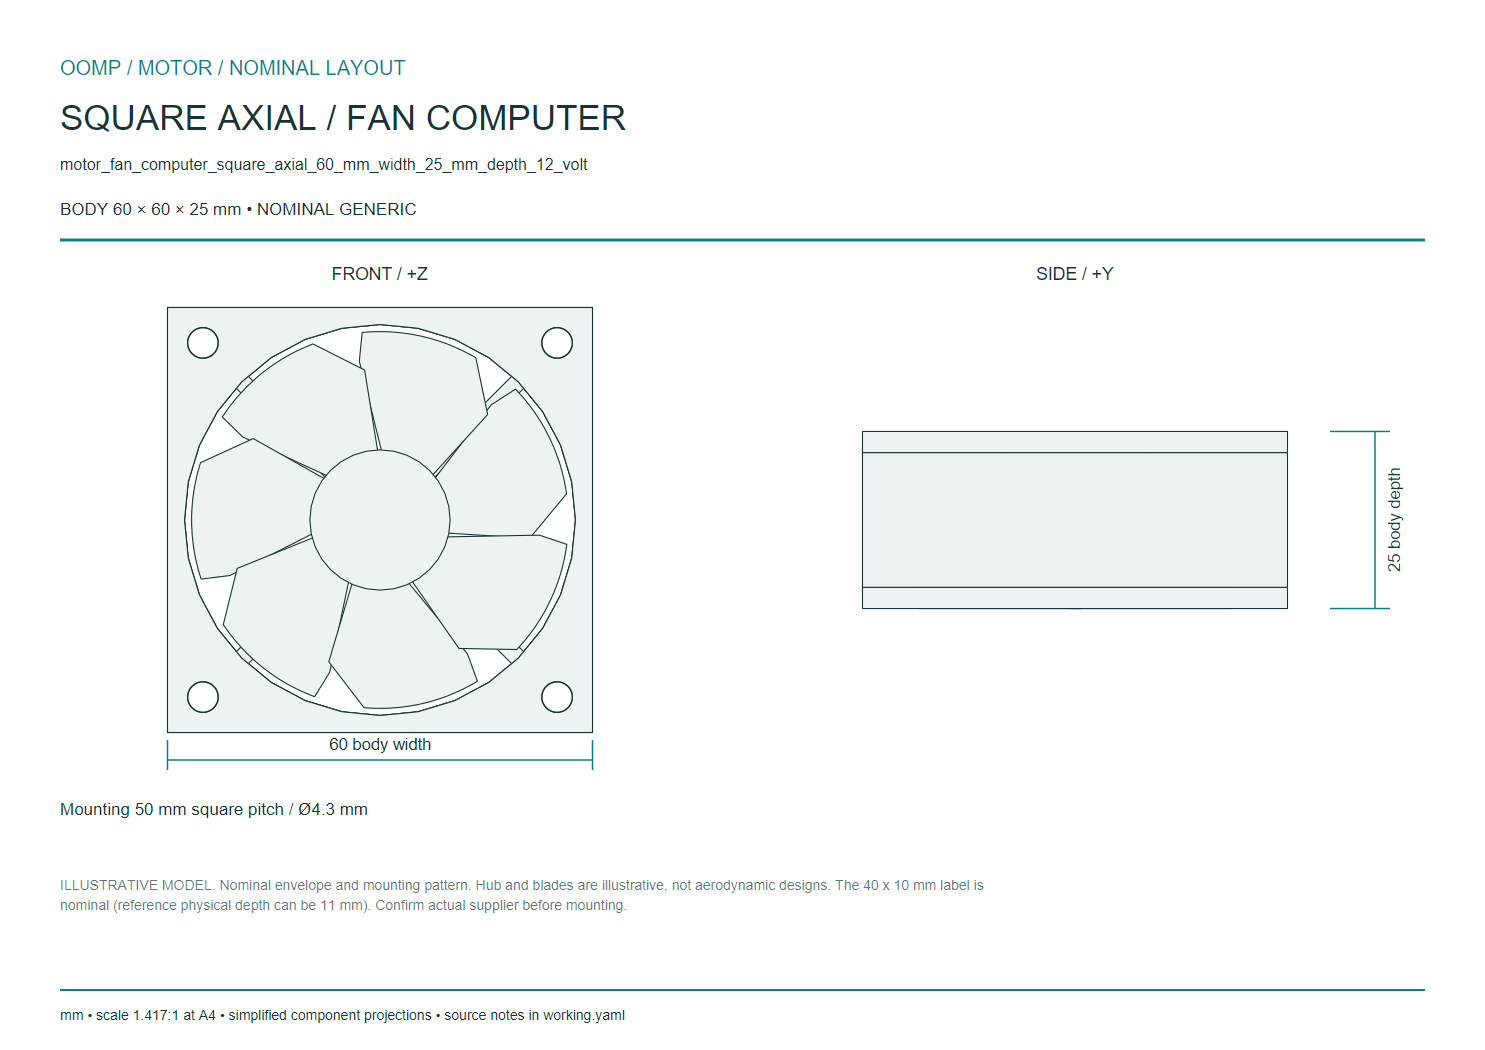 OOMP / MOTOR / NOMINAL LAYOUT
SQUARE AXIAL / FAN COMPUTER
motor_fan_computer_square_axial_60_mm_width_25_mm_depth_12_volt
BODY 60 × 60 × 25 mm • NOMINAL GENERIC
FRONT / +Z
SIDE / +Y
25 body depth
60 body width
Mounting 50 mm square pitch / Ø4.3 mm
ILLUSTRATIVE MODEL. Nominal envelope and mounting pattern. Hub and blades are illustrative, not aerodynamic designs. The 40 x 10 mm label is
nominal (reference physical depth can be 11 mm). Confirm actual supplier before mounting.
mm • scale 1.417:1 at A4 • simplified component projections • source notes in working.yaml